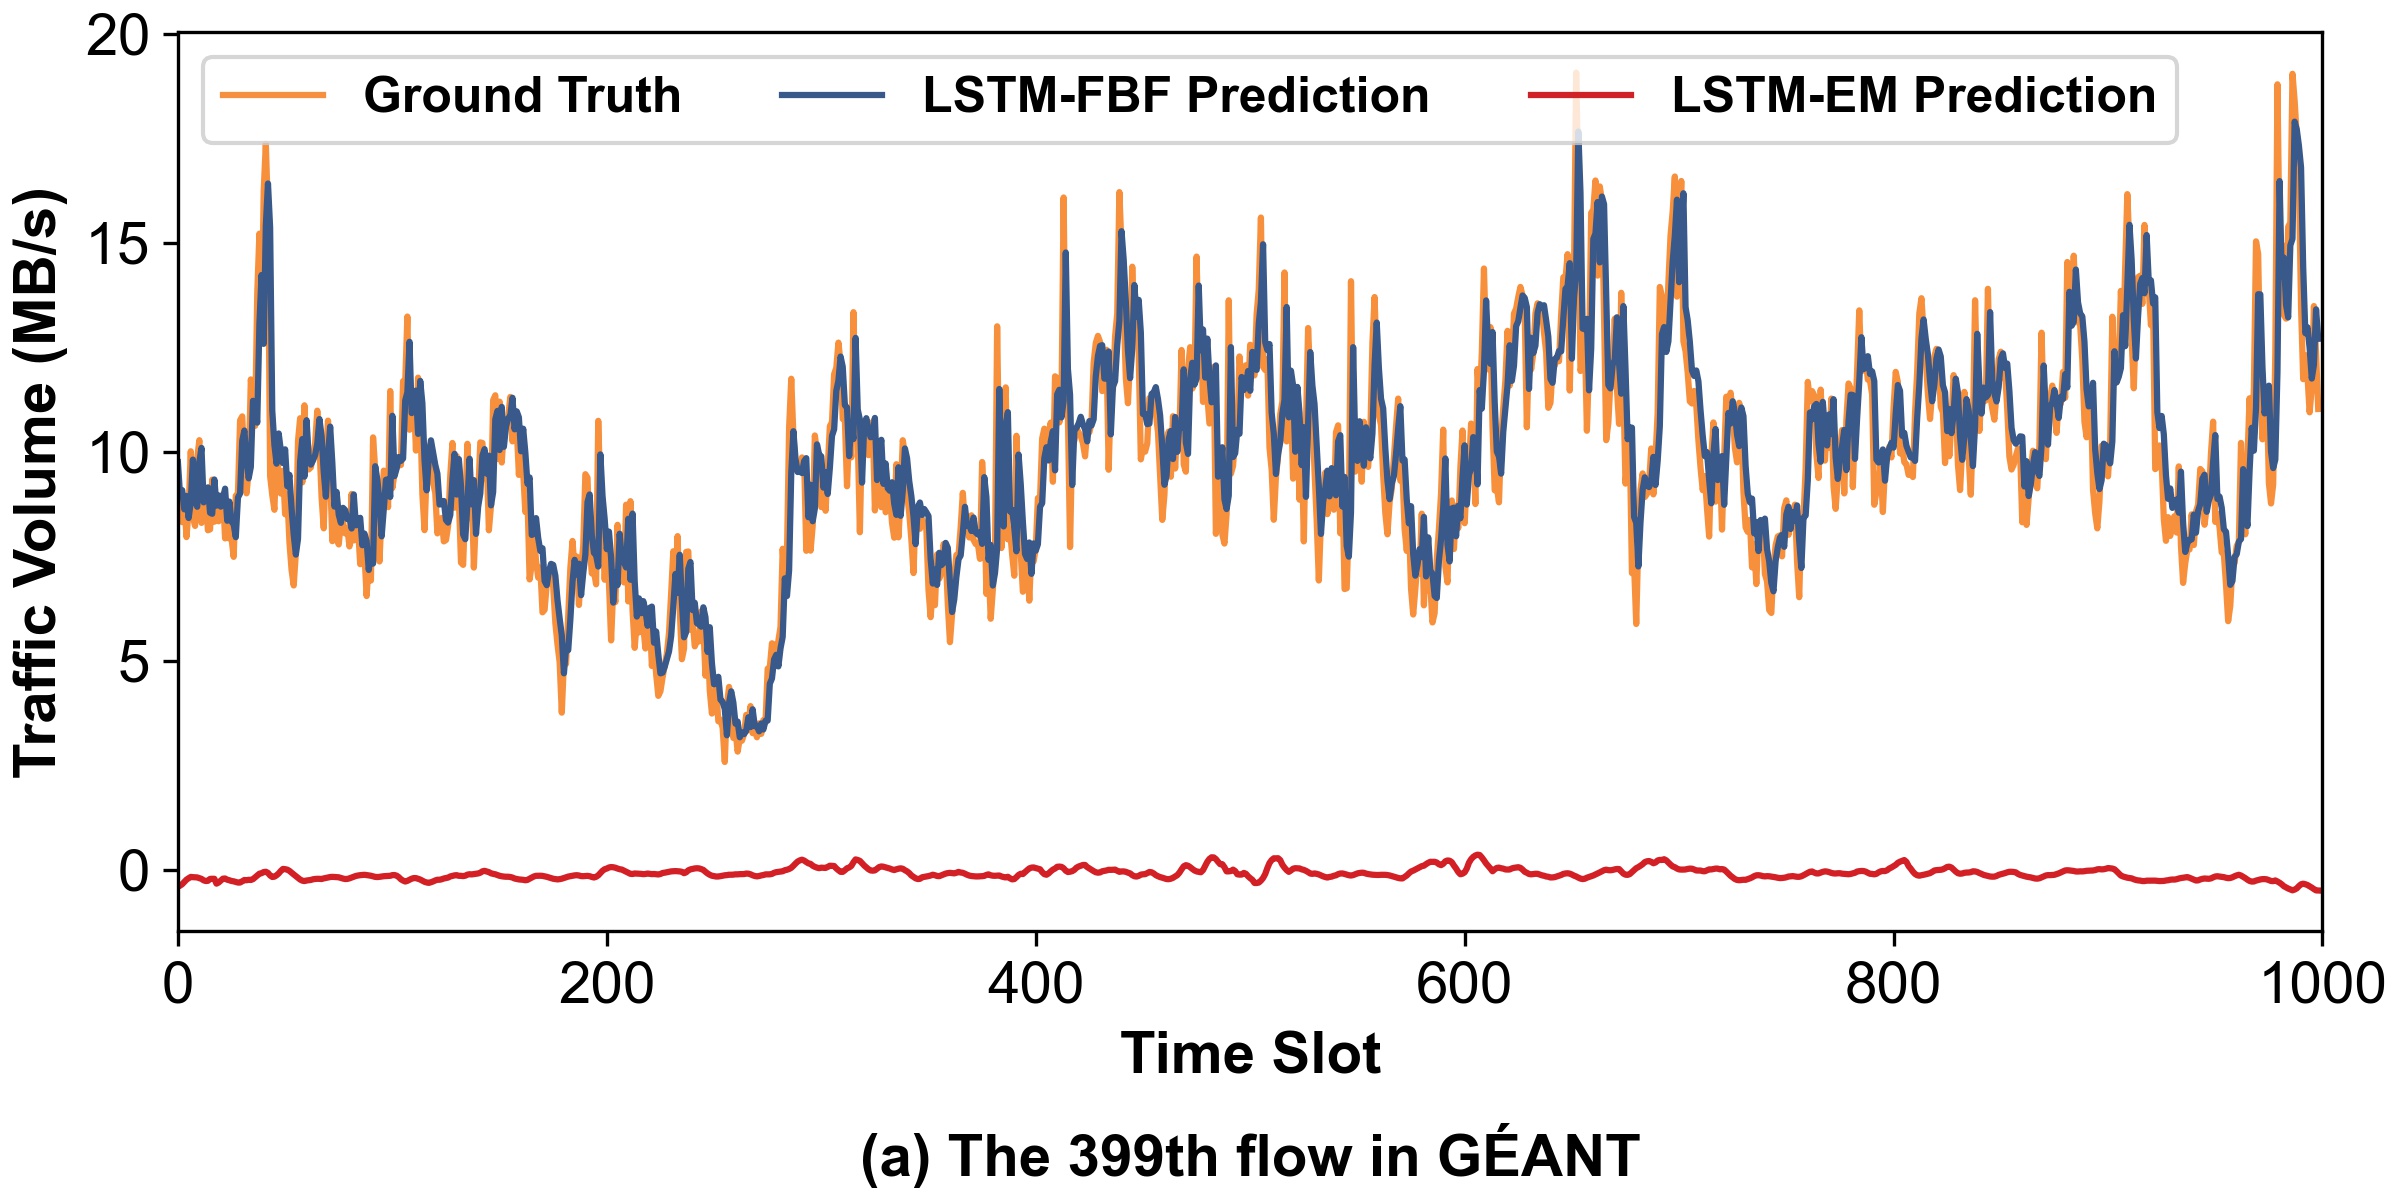 20
15
10
5
0
Traffic Volume (MB/s)
Ground Truth LSTM-FBF Prediction LSTM-EM Prediction
0 200 400 600 800 1000
Time Slot
(a) The 399th flow in GÉANT